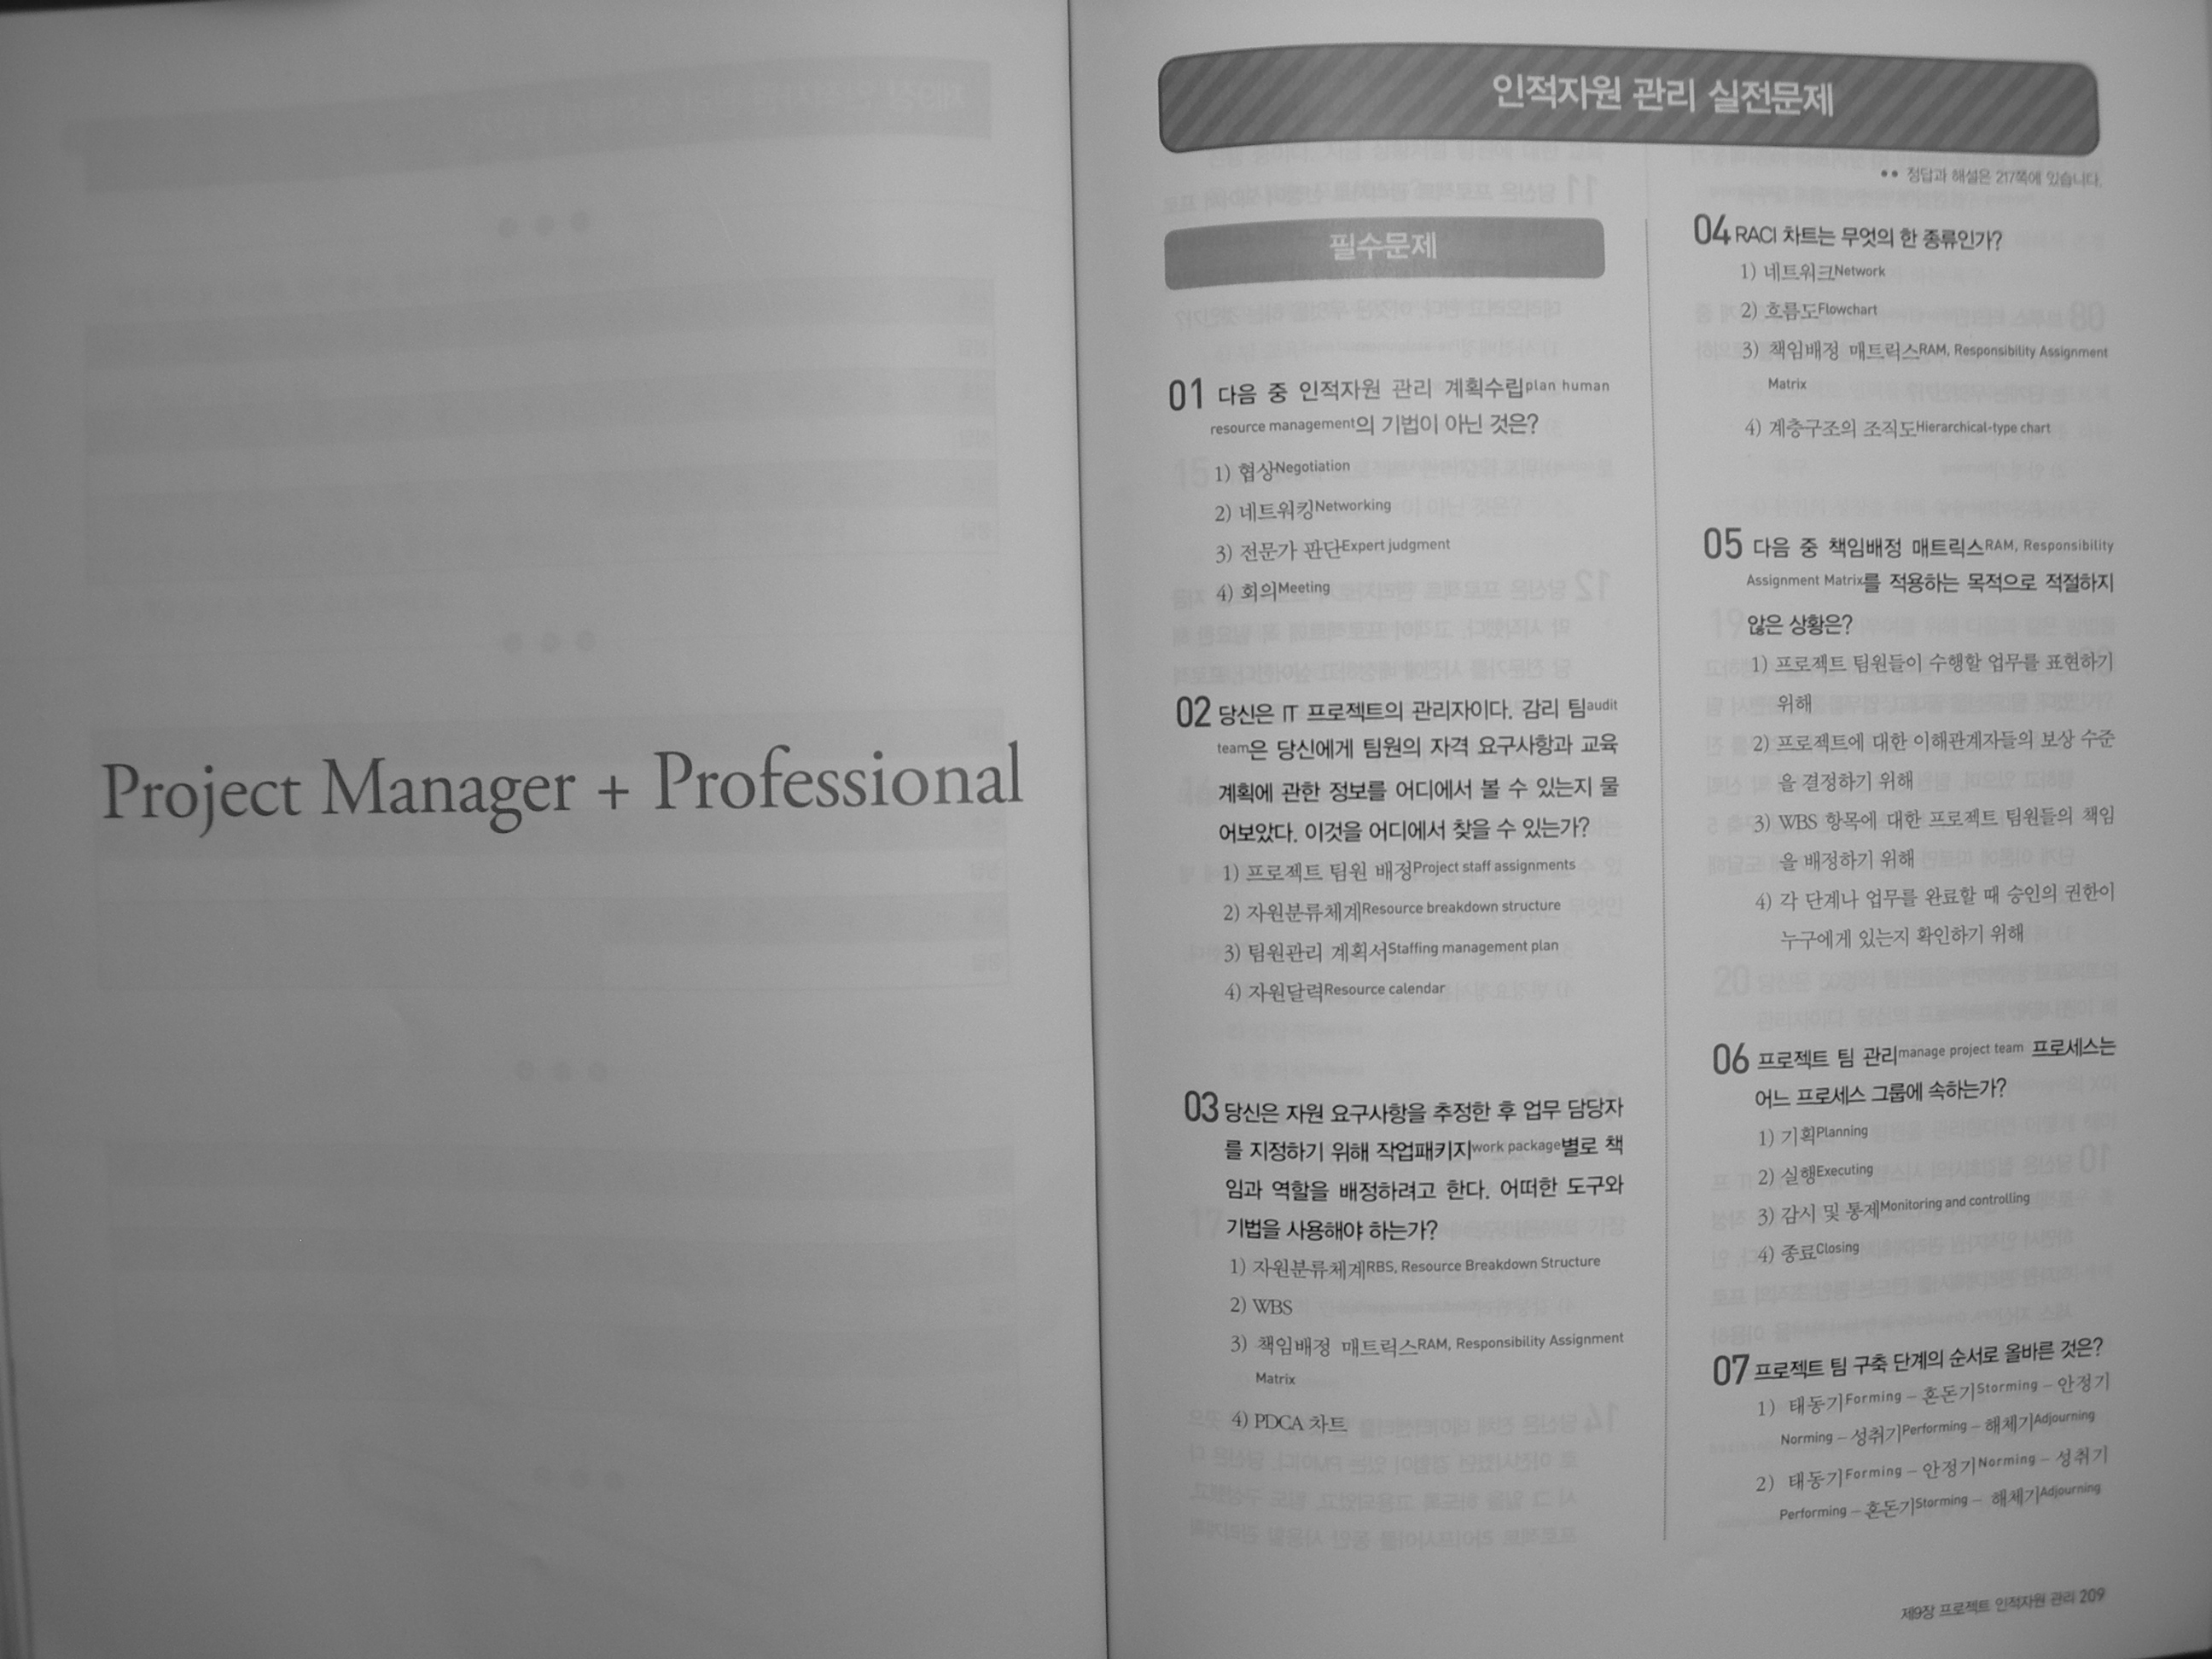 Project Manager + Professional
인적자원 관리 실전문제
●● 정답과 해설은 217쪽에 있습니다.
필수문제
01 다음 중 인적자원 관리 계획수립plan human
resource management의 기법이 아닌 것은?
1) 협상Negotiation
2) 네트워킹Networking
3) 전문가 판단Expert judgment
4) 회의Meeting
02 당신은 IT 프로젝트의 관리자이다. 감리 팀audit
team은 당신에게 팀원의 자격 요구사항과 교육
계획에 관한 정보를 어디에서 볼 수 있는지 물
어보았다. 이것을 어디에서 찾을 수 있는가?
1) 프로젝트 팀원 배정Project staff assignments
2) 자원분류체계Resource breakdown structure
3) 팀원관리 계획서Staffing management plan
4) 자원달력Resource calendar
03 당신은 자원 요구사항을 추정한 후 업무 담당자
를 지정하기 위해 작업패키지work package별로 책
임과 역할을 배정하려고 한다. 어떠한 도구와
기법을 사용해야 하는가?
1) 자원분류체계RBS, Resource Breakdown Structure
2) WBS
3) 책임배정 매트릭스RAM, Responsibility Assignment
Matrix
4) PDCA 차트
04 RACI 차트는 무엇의 한 종류인가?
1) 네트워크Network
2) 흐름도Flowchart
3) 책임배정 매트릭스RAM, Responsibility Assignment
Matrix
4) 계층구조의 조직도Hierarchical-type chart
05 다음 중 책임배정 매트릭스RAM, Responsibility
Assignment Matrix를 적용하는 목적으로 적절하지
않은 상황은?
1) 프로젝트 팀원들이 수행할 업무를 표현하기
위해
2) 프로젝트에 대한 이해관계자들의 보상 수준
을 결정하기 위해
3) WBS 항목에 대한 프로젝트 팀원들의 책임
을 배정하기 위해
4) 각 단계나 업무를 완료할 때 승인의 권한이
누구에게 있는지 확인하기 위해
06 프로젝트 팀 관리manage project team 프로세스는
어느 프로세스 그룹에 속하는가?
1) 기획Planning
2) 실행Executing
3) 감시 및 통제Monitoring and controlling
4) 종료Closing
07 프로젝트 팀 구축 단계의 순서로 올바른 것은?
1) 태동기Forming – 혼돈기Storming – 안정기
Norming – 성취기Performing – 해체기Adjourning
2) 태동기Forming – 안정기Norming – 성취기
Performing – 혼돈기Storming – 해체기Adjourning
제9장 프로젝트 인적자원 관리 209